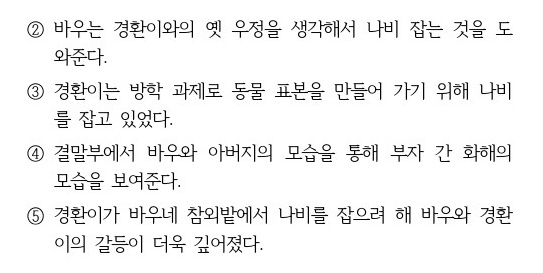 ② 바우는 경환이와의 옛 우정을 생각해서 나비 잡는 것을 도
와준다.
③ 경환이는 방학 과제로 동물 표본을 만들어 가기 위해 나비
를 잡고 있었다.
④ 결말부에서 바우와 아버지의 모습을 통해 부자 간 화해의
모습을 보여준다.
⑤ 경환이가 바우네 참외밭에서 나비를 잡으려 해 바우와 경환
이의 갈등이 더욱 깊어졌다.